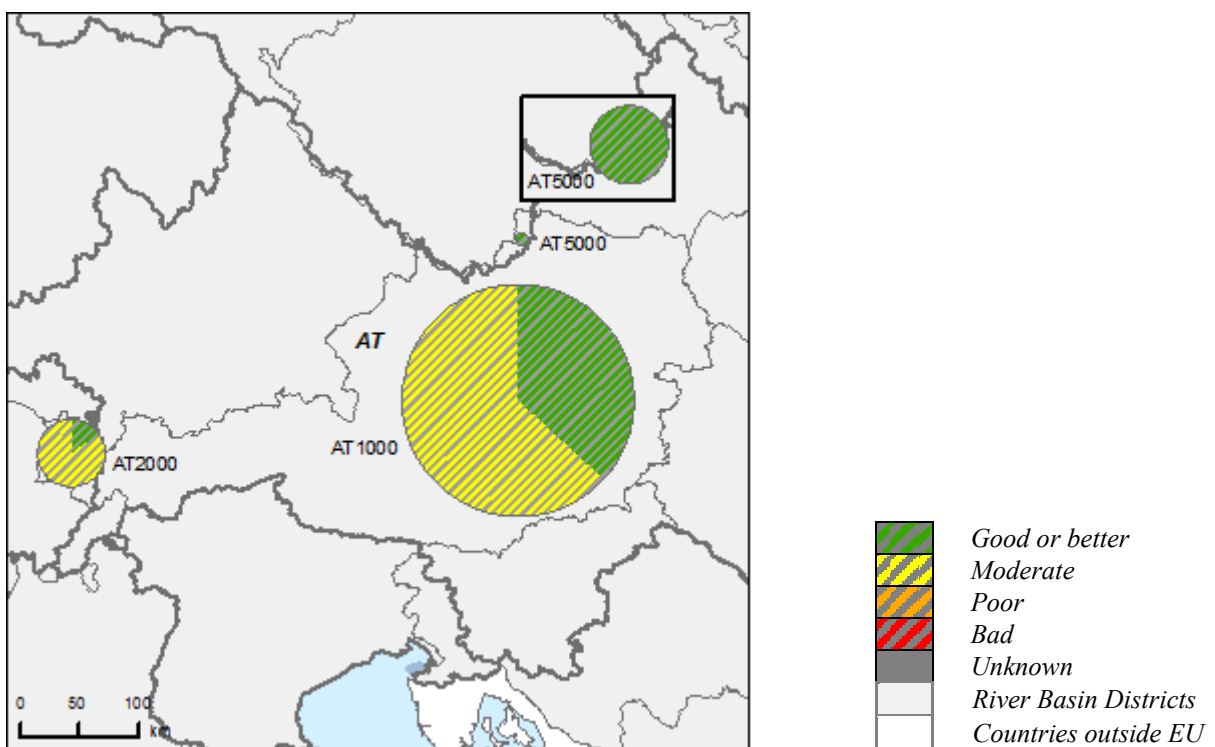 AT5000
AT5000
AT
AT1000
AT2000
0 50 100
km
Good or better
Moderate
Poor
Bad
Unknown
River Basin Districts
Countries outside EU